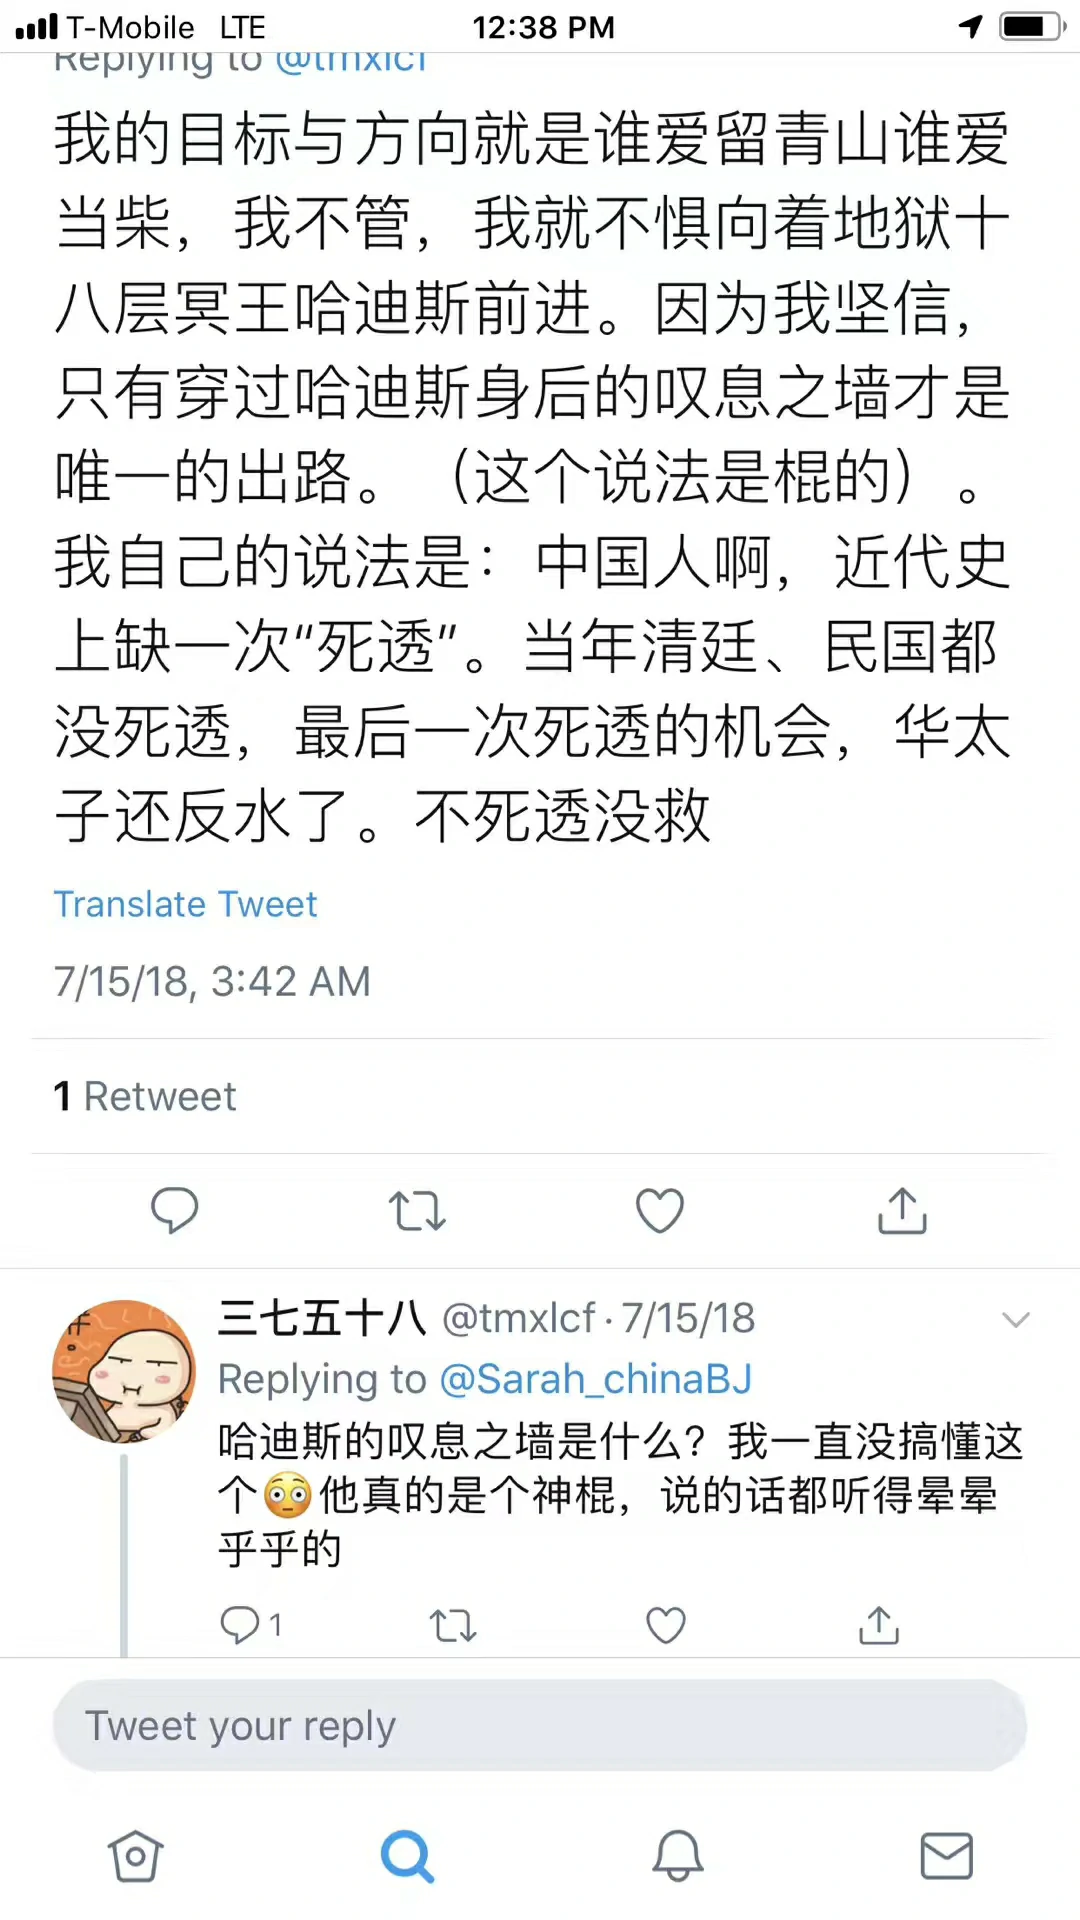 T-Mobile LTE 12:38 PM
Replying to @tmxlcf
我的目标与方向就是谁爱留青山谁爱
当柴，我不管，我就不惧向着地狱十
八层冥王哈迪斯前进。因为我坚信，
只有穿过哈迪斯身后的叹息之墙才是
唯一的出路。（这个说法是棍的）。
我自己的说法是：中国人啊，近代史
上缺一次“死透”。当年清廷、民国都
没死透，最后一次死透的机会，华太
子还反水了。不死透没救
Translate Tweet
7/15/18, 3:42 AM
1 Retweet
三七五十八 @tmxlcf · 7/15/18
Replying to @Sarah_chinaBJ
哈迪斯的叹息之墙是什么？我一直没搞懂这
个😳他真的是个神棍，说的话都听得晕晕
乎乎的
1
Tweet your reply